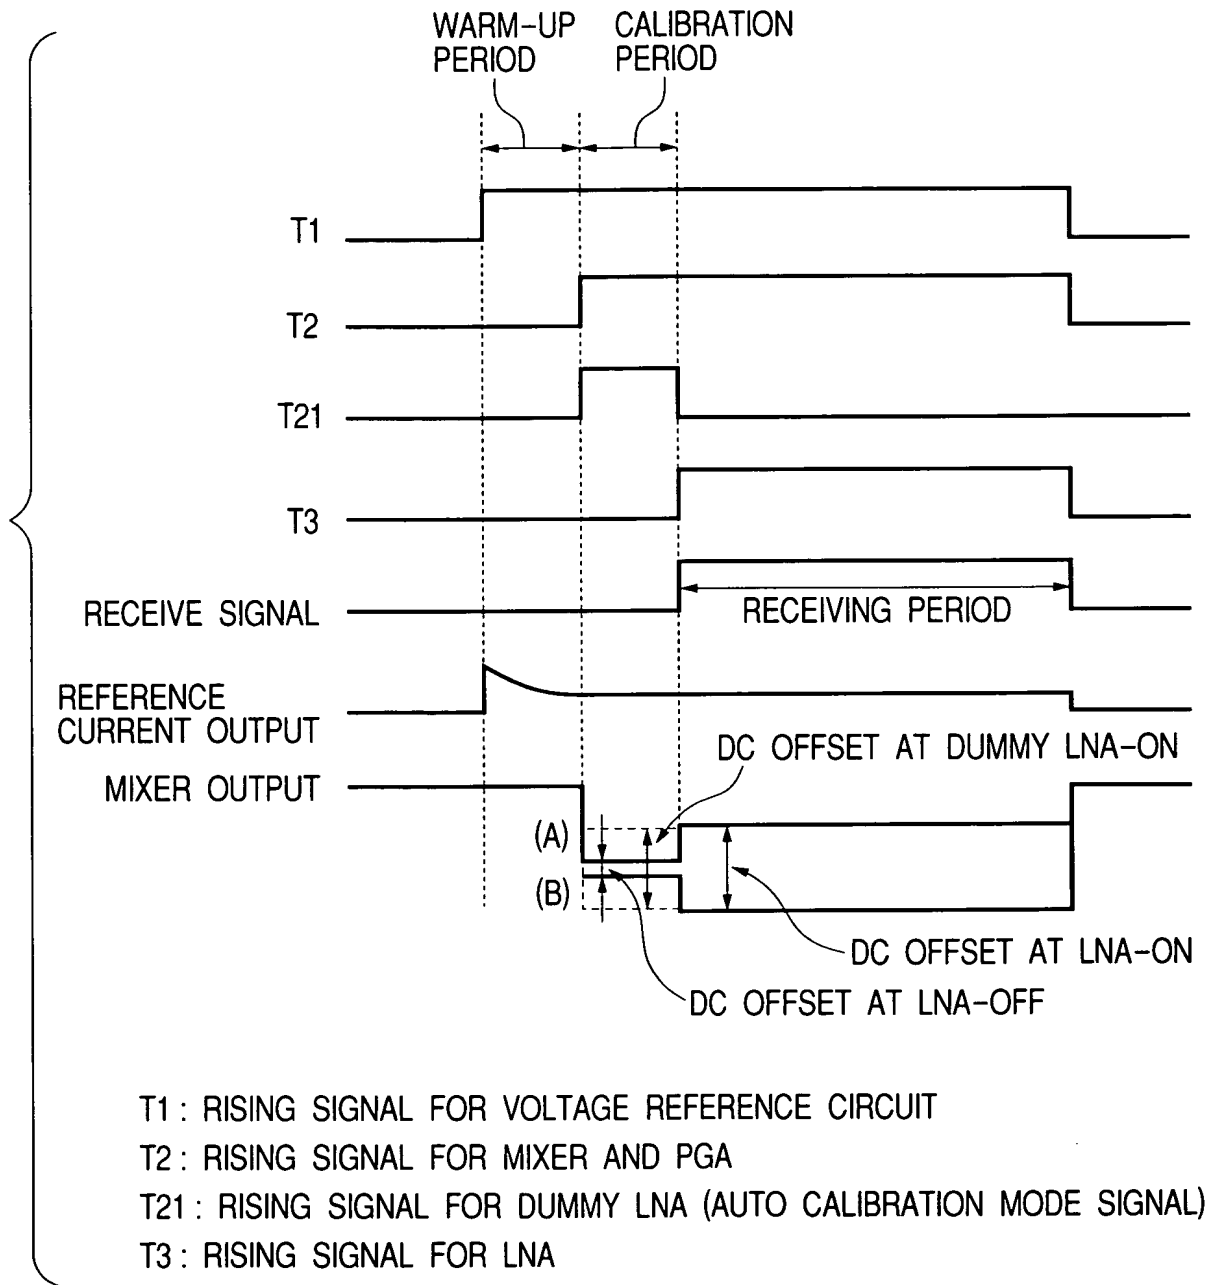 WARM-UP PERIOD
CALIBRATION PERIOD
T1
T2
T21
T3
RECEIVE SIGNAL
RECEIVING PERIOD
REFERENCE
CURRENT OUTPUT
DC OFFSET AT DUMMY LNA-ON
MIXER OUTPUT
(A)
(B)
DC OFFSET AT LNA-ON
DC OFFSET AT LNA-OFF
T1 : RISING SIGNAL FOR VOLTAGE REFERENCE CIRCUIT
T2 : RISING SIGNAL FOR MIXER AND PGA
T21 : RISING SIGNAL FOR DUMMY LNA (AUTO CALIBRATION MODE SIGNAL)
T3 : RISING SIGNAL FOR LNA